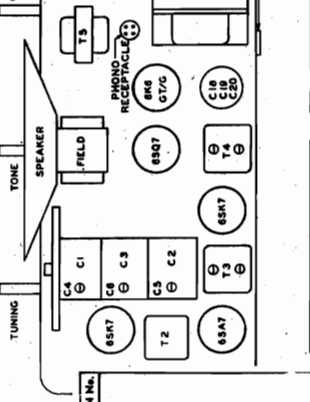 T5
PHONO
RECEPTACLE
6K6
GT/G
C18
C19
C20
SPEAKER
FIELD
6SQ7
T4
TONE
6SK7
C4
C1
C6
C3
C5
C2
T3
TUNING
6SK7
T2
6SA7
N No.